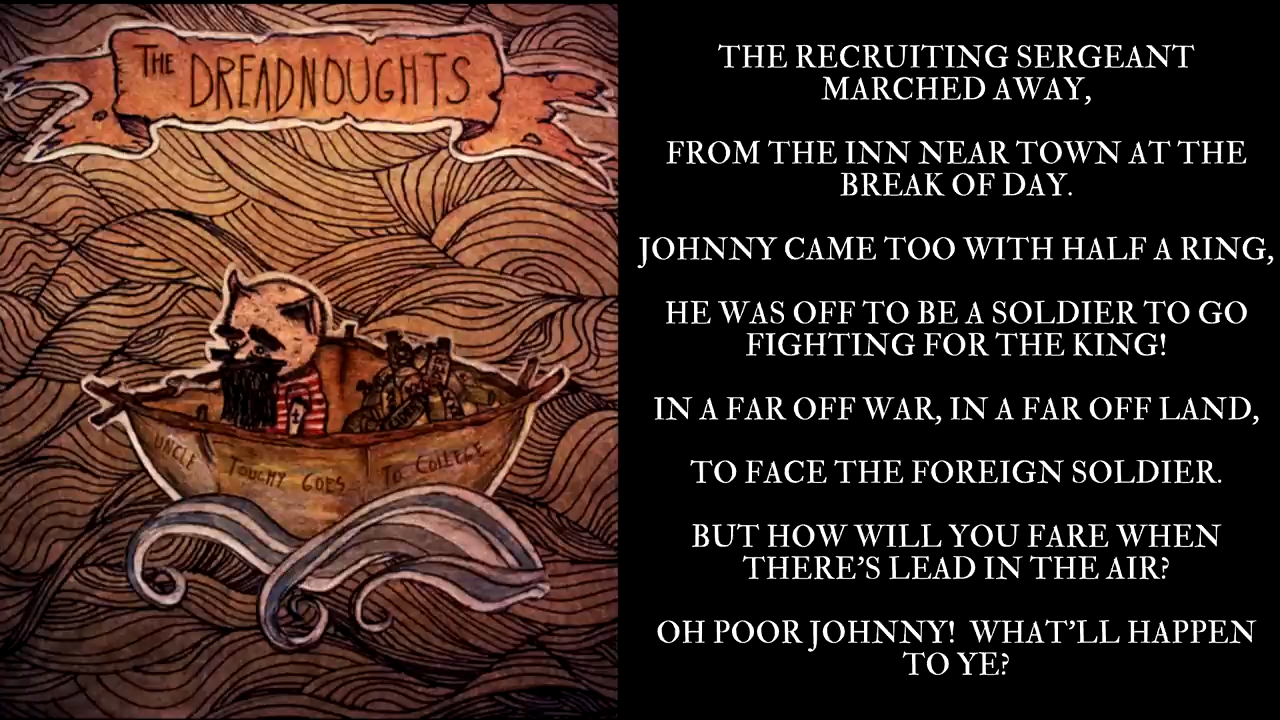 THE DREADNOUGHTS
UNCLE TOUGHY GOES TO COLLEGE
THE RECRUITING SERGEANT
MARCHED AWAY,
FROM THE INN NEAR TOWN AT THE
BREAK OF DAY.
JOHNNY CAME TOO WITH HALF A RING,
HE WAS OFF TO BE A SOLDIER TO GO
FIGHTING FOR THE KING!
IN A FAR OFF WAR, IN A FAR OFF LAND,
TO FACE THE FOREIGN SOLDIER.
BUT HOW WILL YOU FARE WHEN
THERE'S LEAD IN THE AIR?
OH POOR JOHNNY! WHAT'LL HAPPEN
TO YE?